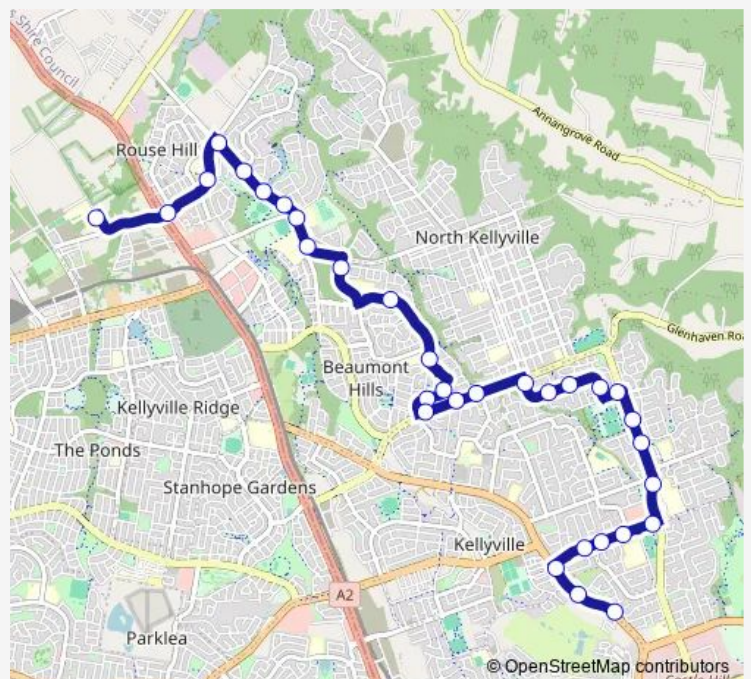 Shire Council
Annangrove Road
Rouse Hill
North Kellyville
Glenhaven Roa
Beaumont
Hills
Kellyville Ridge
The Ponds
Stanhope Gardens
Kellyville
A2
Parklea
© OpenStreetMap contributors